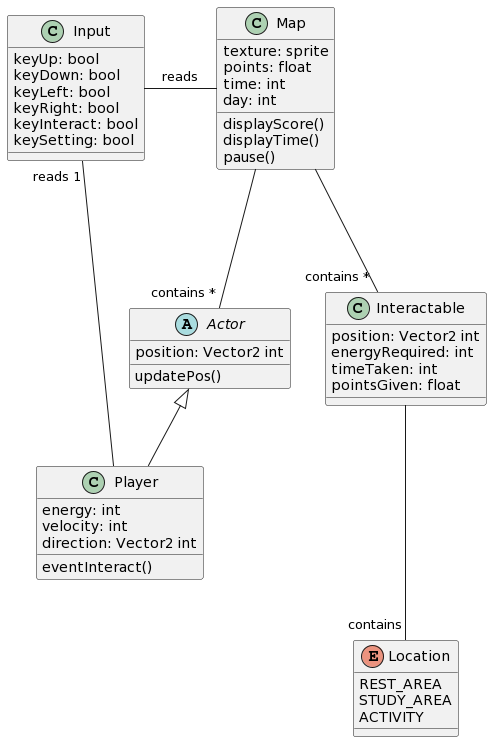 C Input
keyUp: bool
keyDown: bool
keyLeft: bool
keyRight: bool
keyInteract: bool
keySetting: bool
reads
C Map
texture: sprite
points: float
time: int
day: int
displayScore()
displayTime()
pause()
reads 1
contains *
contains *
A Actor
position: Vector2 int
updatePos()
C Interactable
position: Vector2 int
energyRequired: int
timeTaken: int
pointsGiven: float
C Player
energy: int
velocity: int
direction: Vector2 int
eventInteract()
contains
E Location
REST_AREA
STUDY_AREA
ACTIVITY